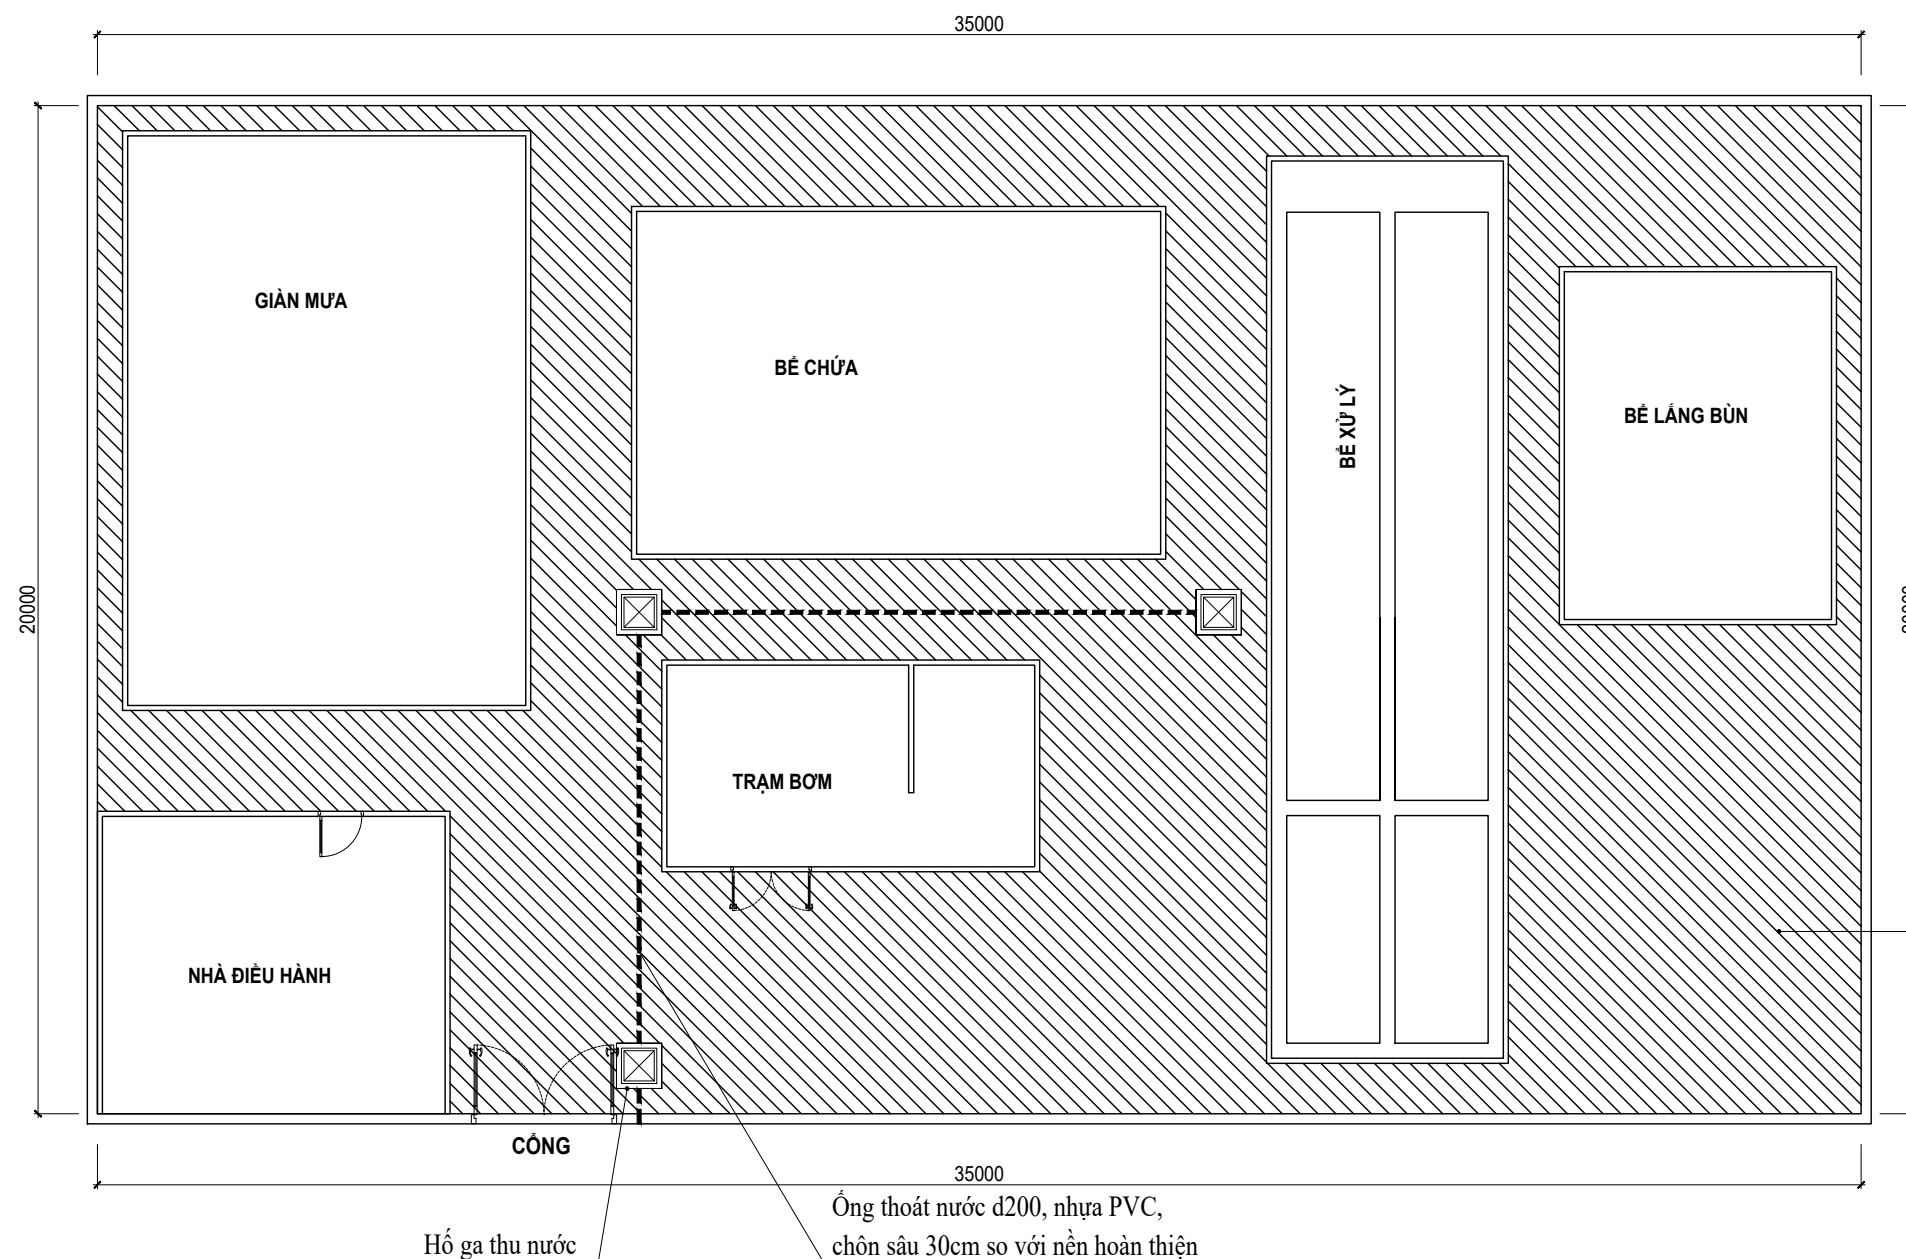 35000
GIÀN MƯA
BỂ CHỨA
BỂ XỬ LÝ
BỂ LẮNG BÙN
20000
TRẠM BƠM
NHÀ ĐIỀU HÀNH
CỔNG
35000
Ống thoát nước d200, nhựa PVC,
chôn sâu 30cm so với nền hoàn thiện
Hố ga thu nước